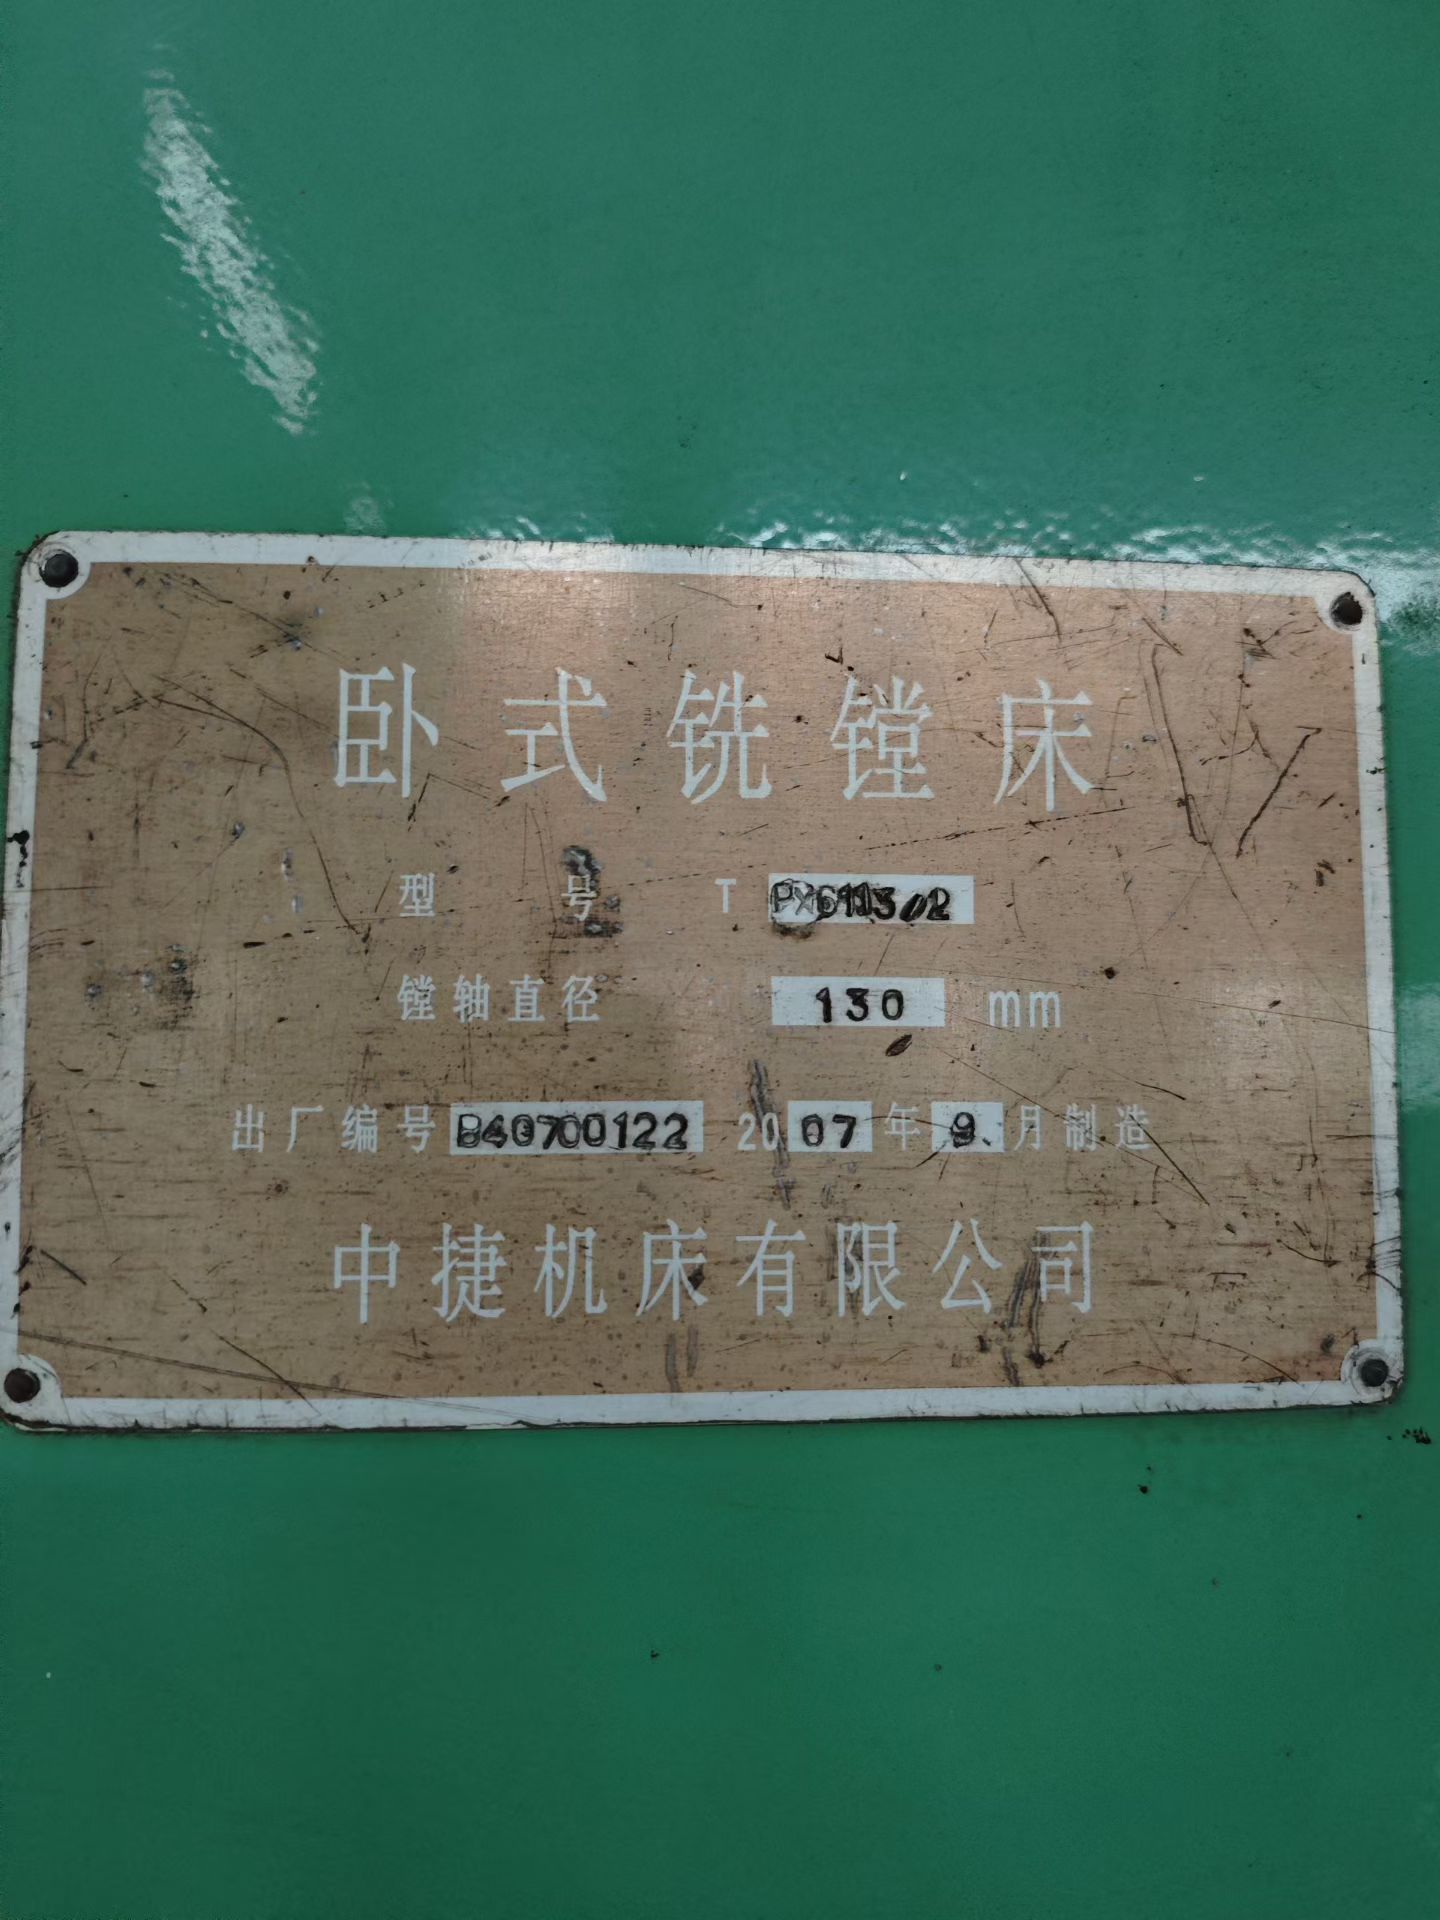 卧式铣镗床
型号 TPX6113/2
镗轴直径 130 mm
出厂编号 B40700122 2007年9月制造
中捷机床有限公司